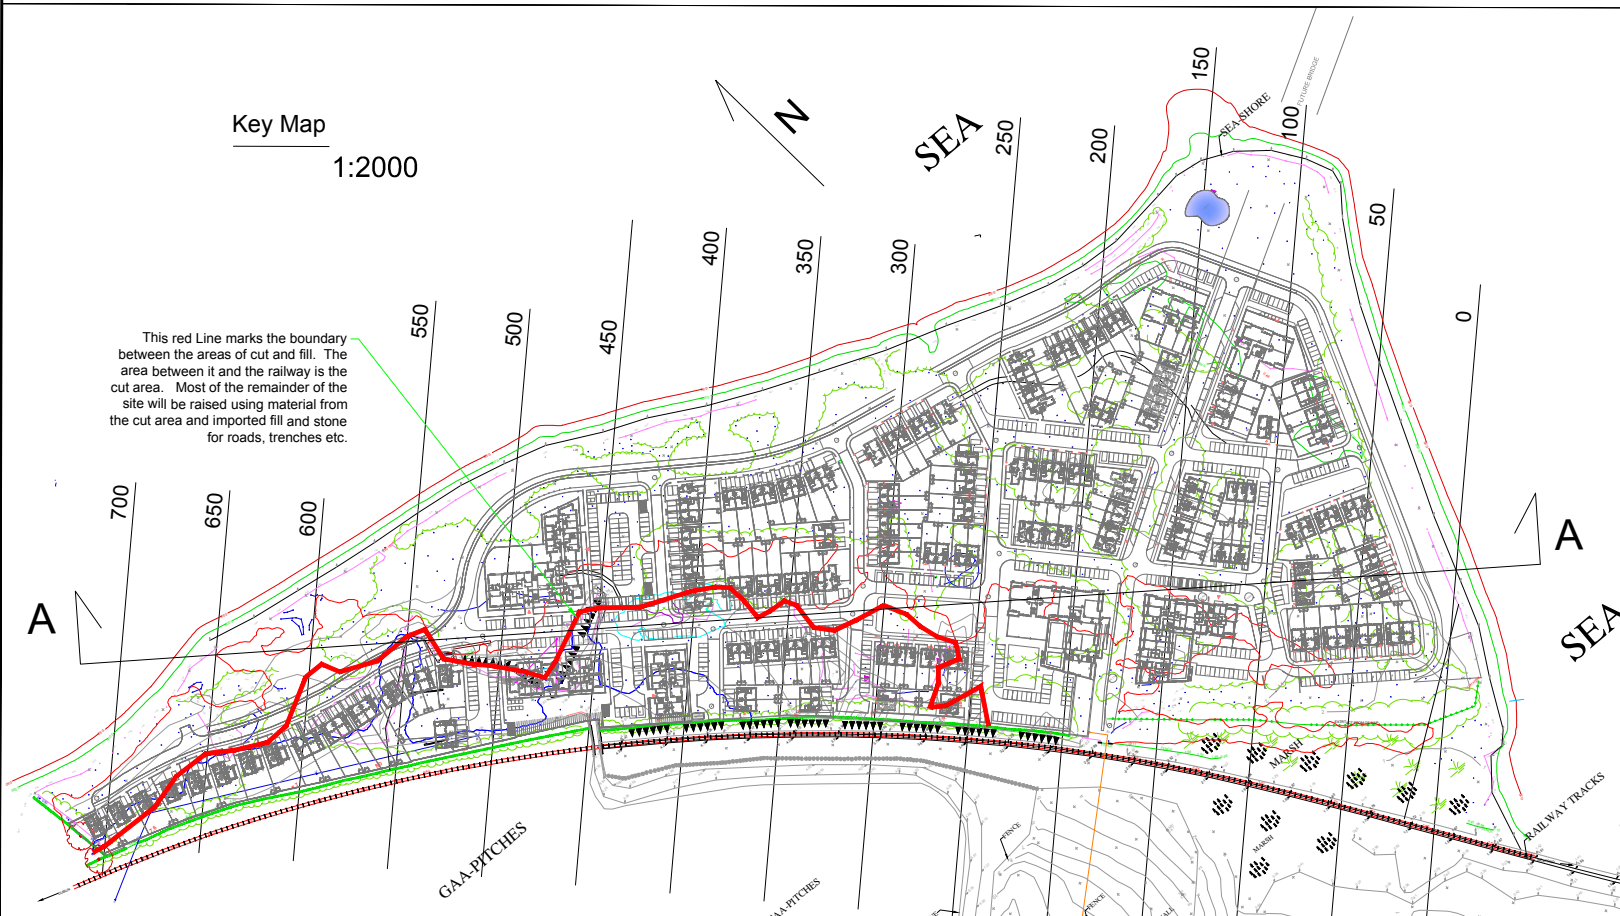 Key Map
1:2000
N
SEA
SEA-SHORE
FUTURE BRIDGE
150
100
250
200
50
400
350
300
0
550
500
450
This red Line marks the boundary
between the areas of cut and fill. The
area between it and the railway is the
cut area. Most of the remainder of the
site will be raised using material from
the cut area and imported fill and stone
for roads, trenches etc.
700
650
600
A
A
SEA
MARSH
MARSH
RAILWAY TRACKS
GAA-PITCHES
GAA-PITCHES
FENCE
FENCE